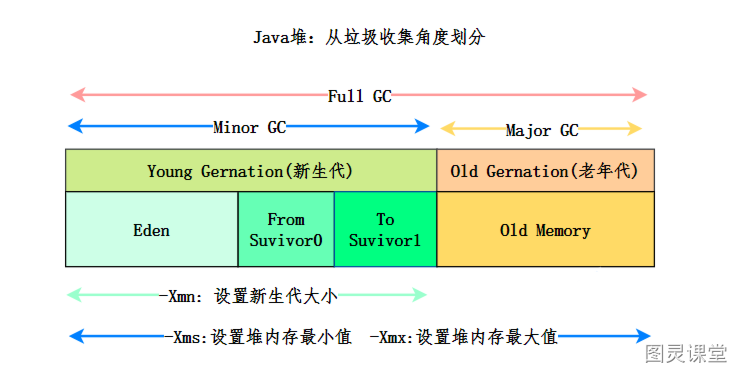 Java堆：从垃圾收集角度划分
Full GC
Minor GC
Major GC
Young Gernation(新生代)
Old Gernation(老年代)
Eden
From
Suvivor0
To
Suvivor1
Old Memory
-Xmn：设置新生代大小
-Xms:设置堆内存最小值 -Xmx:设置堆内存最大值
图灵课堂